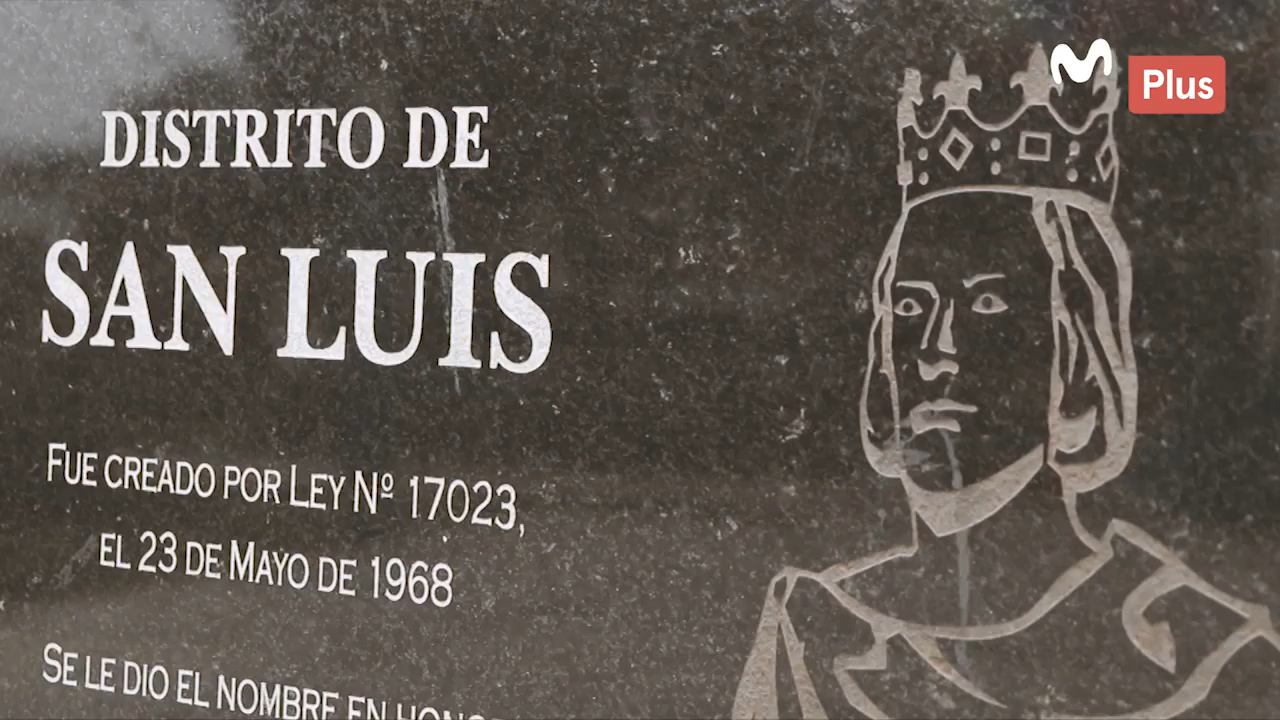 DISTRITO DE
SAN LUIS
FUE CREADO POR LEY Nº 17023,
EL 23 DE MAYO DE 1968
SE LE DIO EL NOMBRE EN
Plus